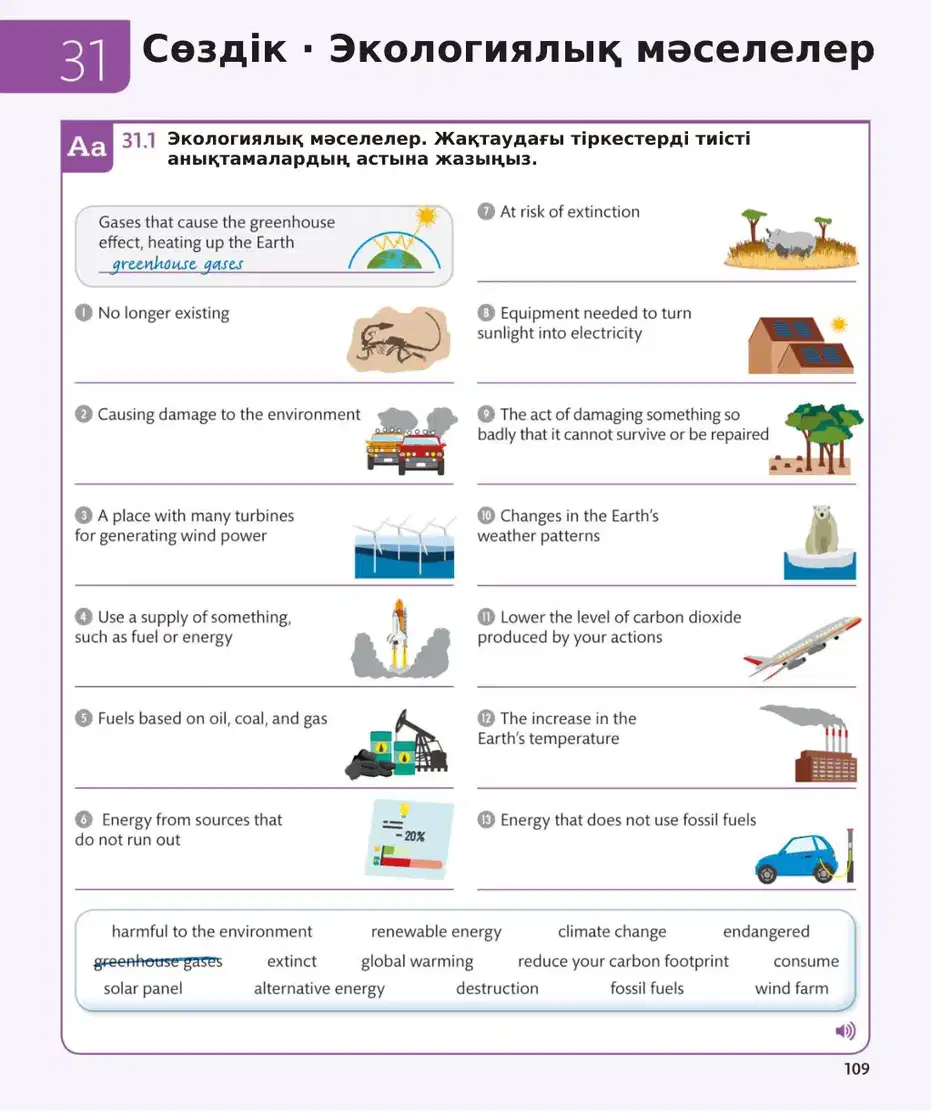 31
Сөздік · Экологиялық мәселелер
Aa
31.1 Экологиялық мәселелер. Жақтаудағы тіркестерді тиісті
анықтамалардың астына жазыңыз.
Gases that cause the greenhouse
effect, heating up the Earth
greenhouse gases
1 No longer existing
2 Causing damage to the environment
3 A place with many turbines
for generating wind power
4 Use a supply of something,
such as fuel or energy
5 Fuels based on oil, coal, and gas
6 Energy from sources that
do not run out
- 20%
7 At risk of extinction
8 Equipment needed to turn
sunlight into electricity
9 The act of damaging something so
badly that it cannot survive or be repaired
10 Changes in the Earth's
weather patterns
11 Lower the level of carbon dioxide
produced by your actions
12 The increase in the
Earth's temperature
13 Energy that does not use fossil fuels
harmful to the environment renewable energy climate change endangered
greenhouse gases extinct global warming reduce your carbon footprint consume
solar panel alternative energy destruction fossil fuels wind farm
109